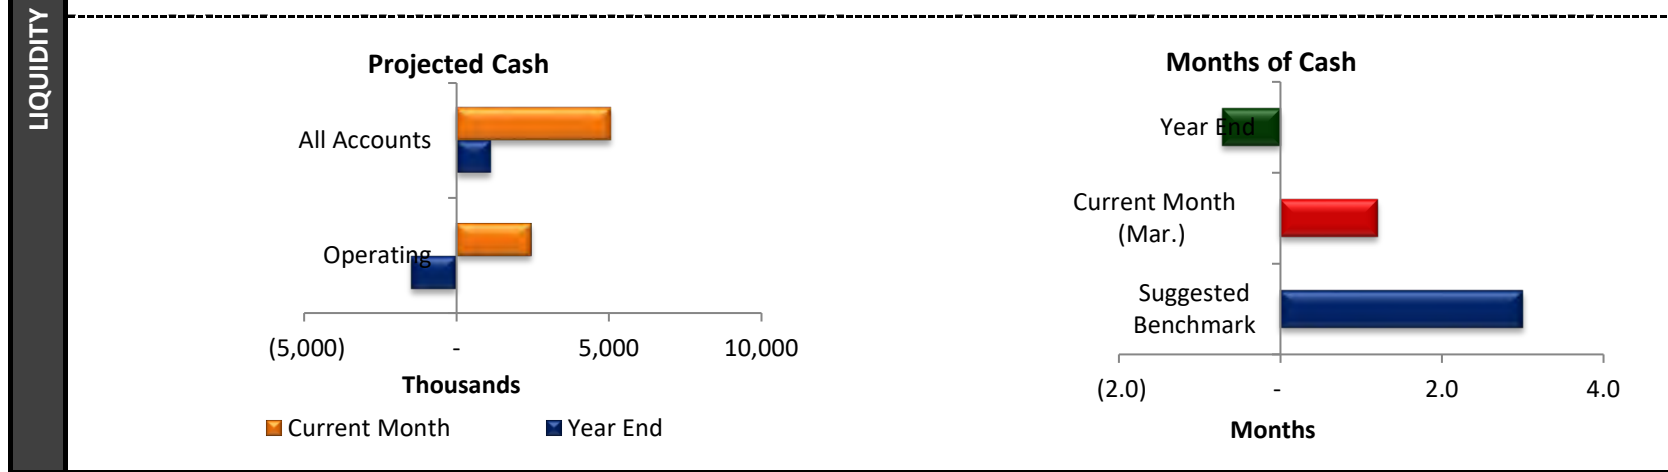 LIQUIDITY
Projected Cash
All Accounts
Operating
(5,000)
-
5,000
10,000
Thousands
Current Month
Year End
Months of Cash
Year End
Current Month
(Mar.)
Suggested
Benchmark
(2.0)
-
2.0
4.0
Months